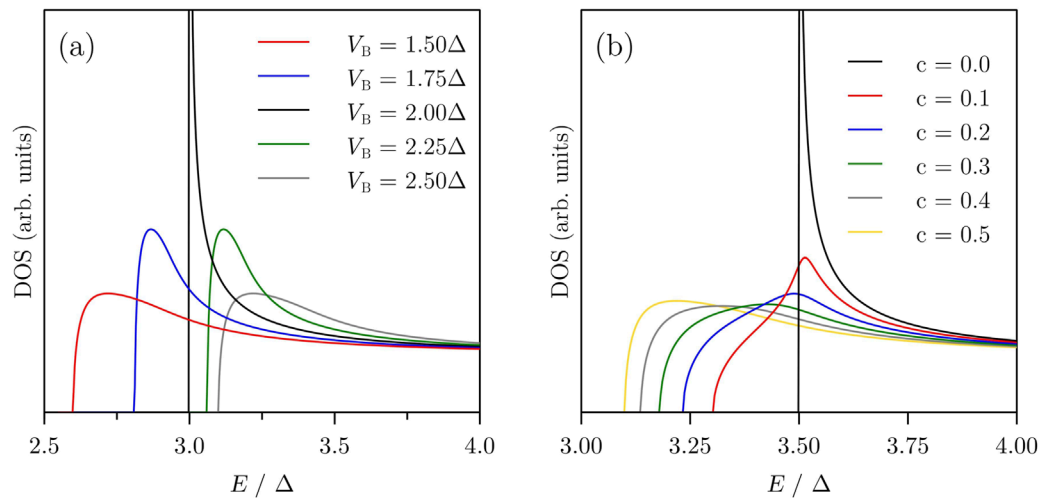 (a)
V_B = 1.50Δ
V_B = 1.75Δ
V_B = 2.00Δ
V_B = 2.25Δ
V_B = 2.50Δ
DOS (arb. units)
2.5 3.0 3.5 4.0
E / Δ
(b)
c = 0.0
c = 0.1
c = 0.2
c = 0.3
c = 0.4
c = 0.5
DOS (arb. units)
3.00 3.25 3.50 3.75 4.00
E / Δ